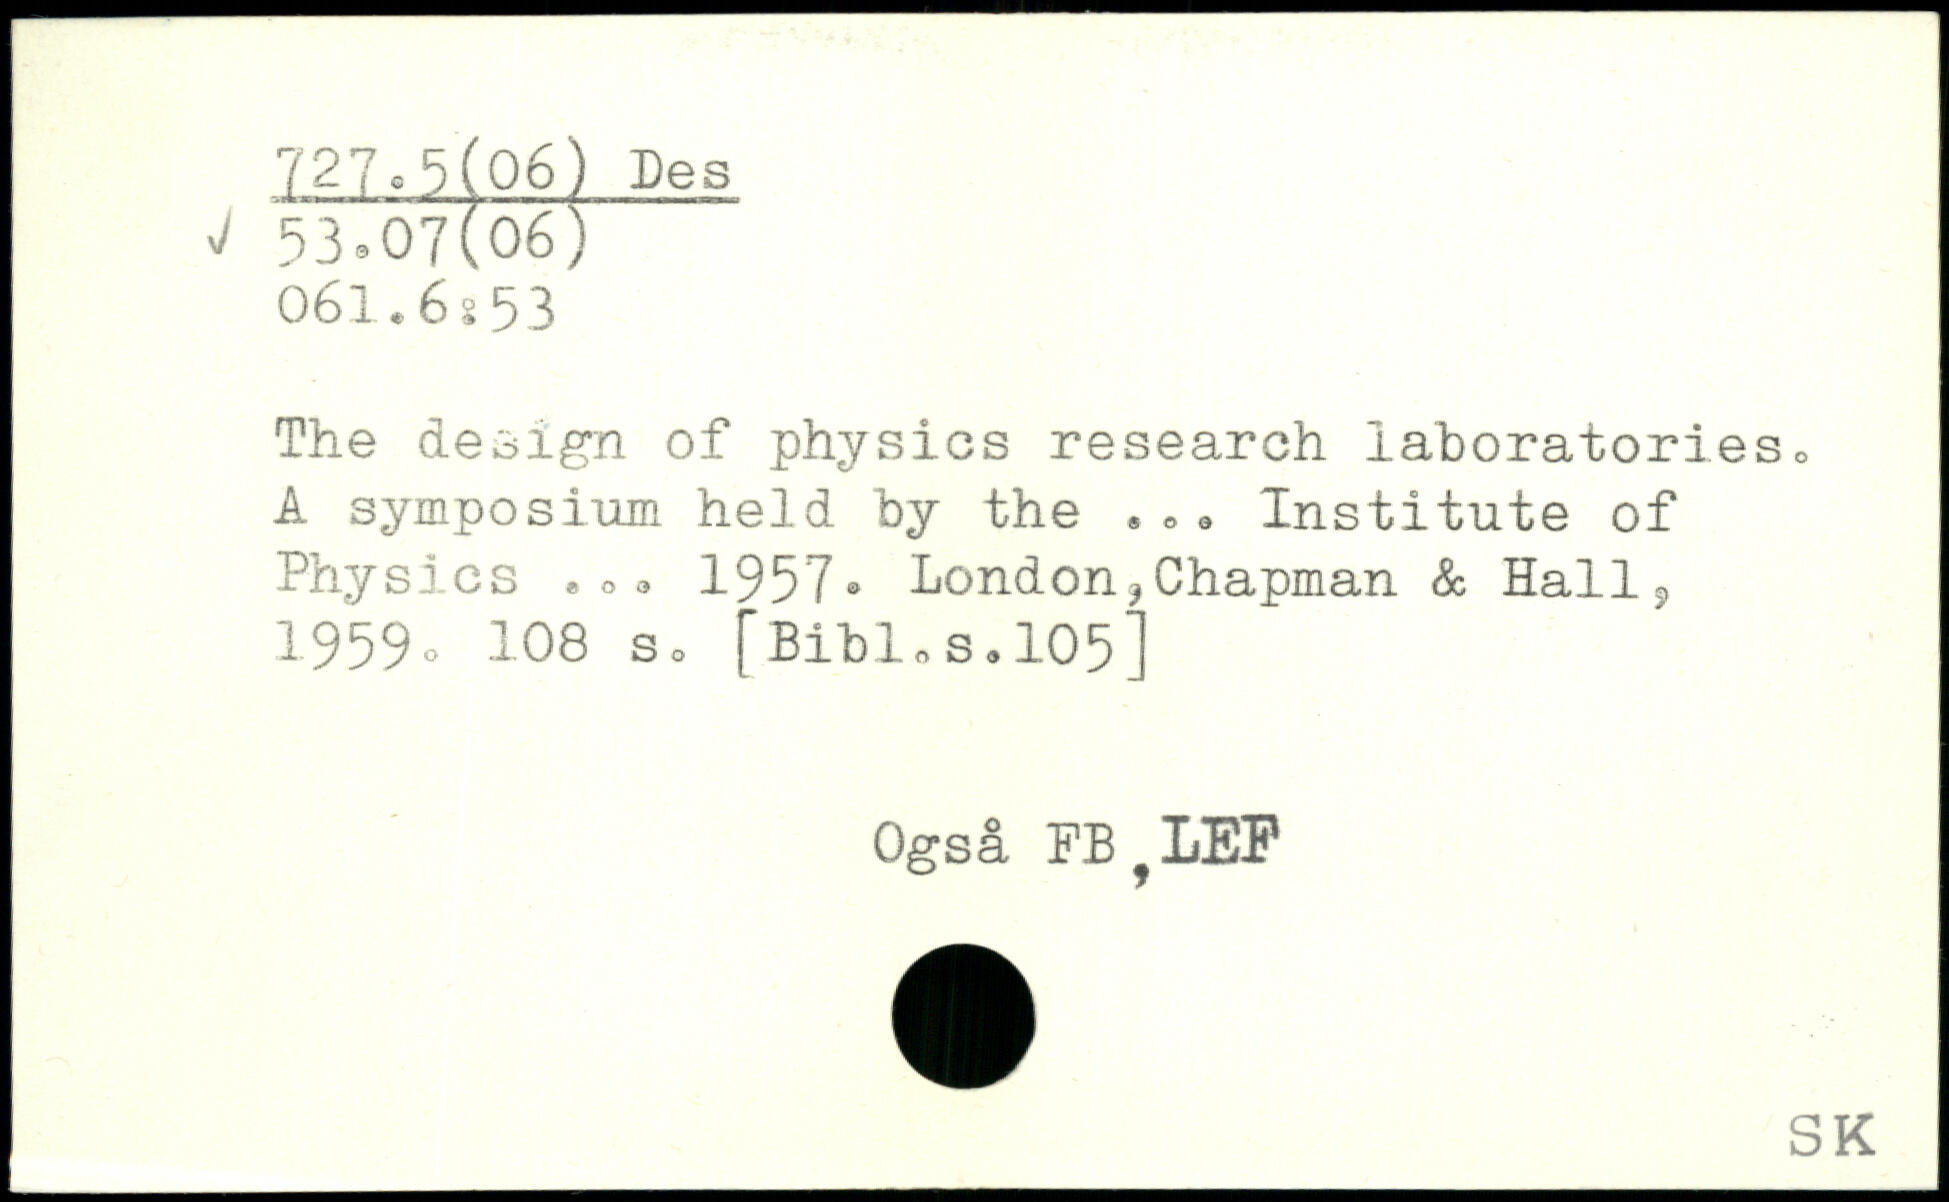 727.5(06) Des
✓ 53.07(06)
061.6:53
The design of physics research laboratories.
A symposium held by the ... Institute of
Physics ... 1957. London,Chapman & Hall,
1959. 108 s. [Bibl.s.105]
Også FB,LEF
SK